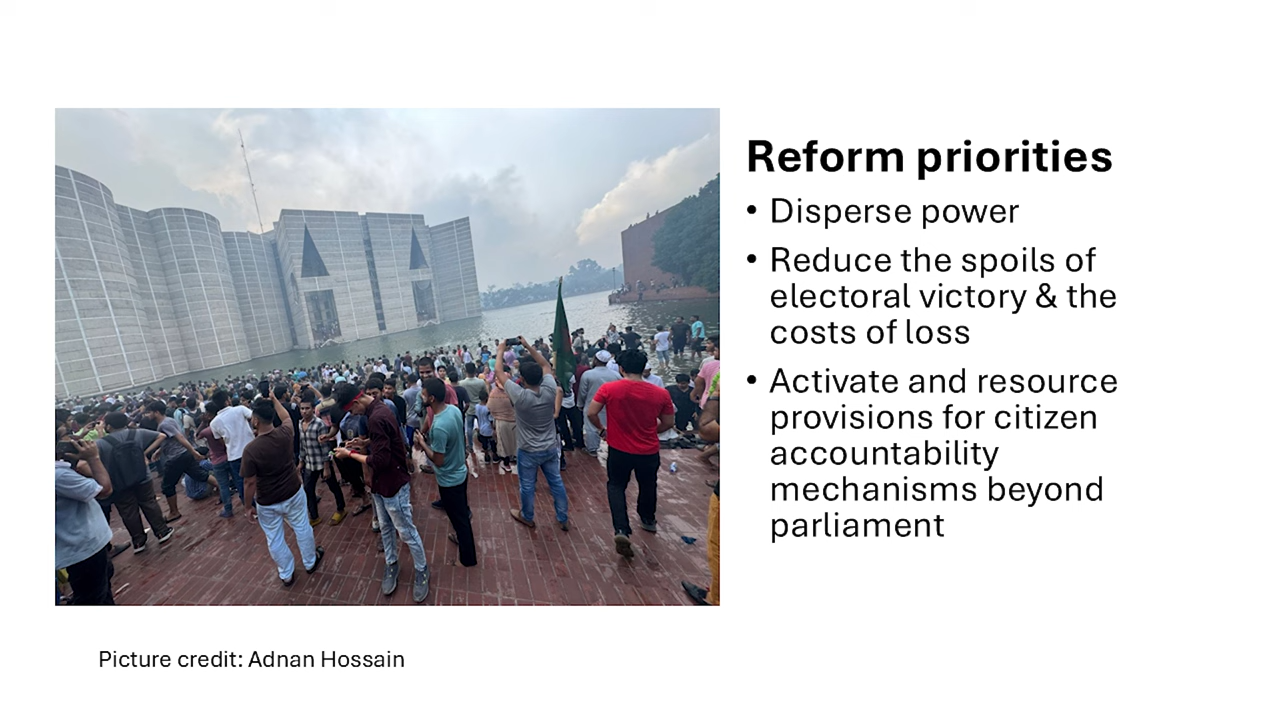 Reform priorities
• Disperse power
• Reduce the spoils of
electoral victory & the
costs of loss
• Activate and resource
provisions for citizen
accountability
mechanisms beyond
parliament
Picture credit: Adnan Hossain